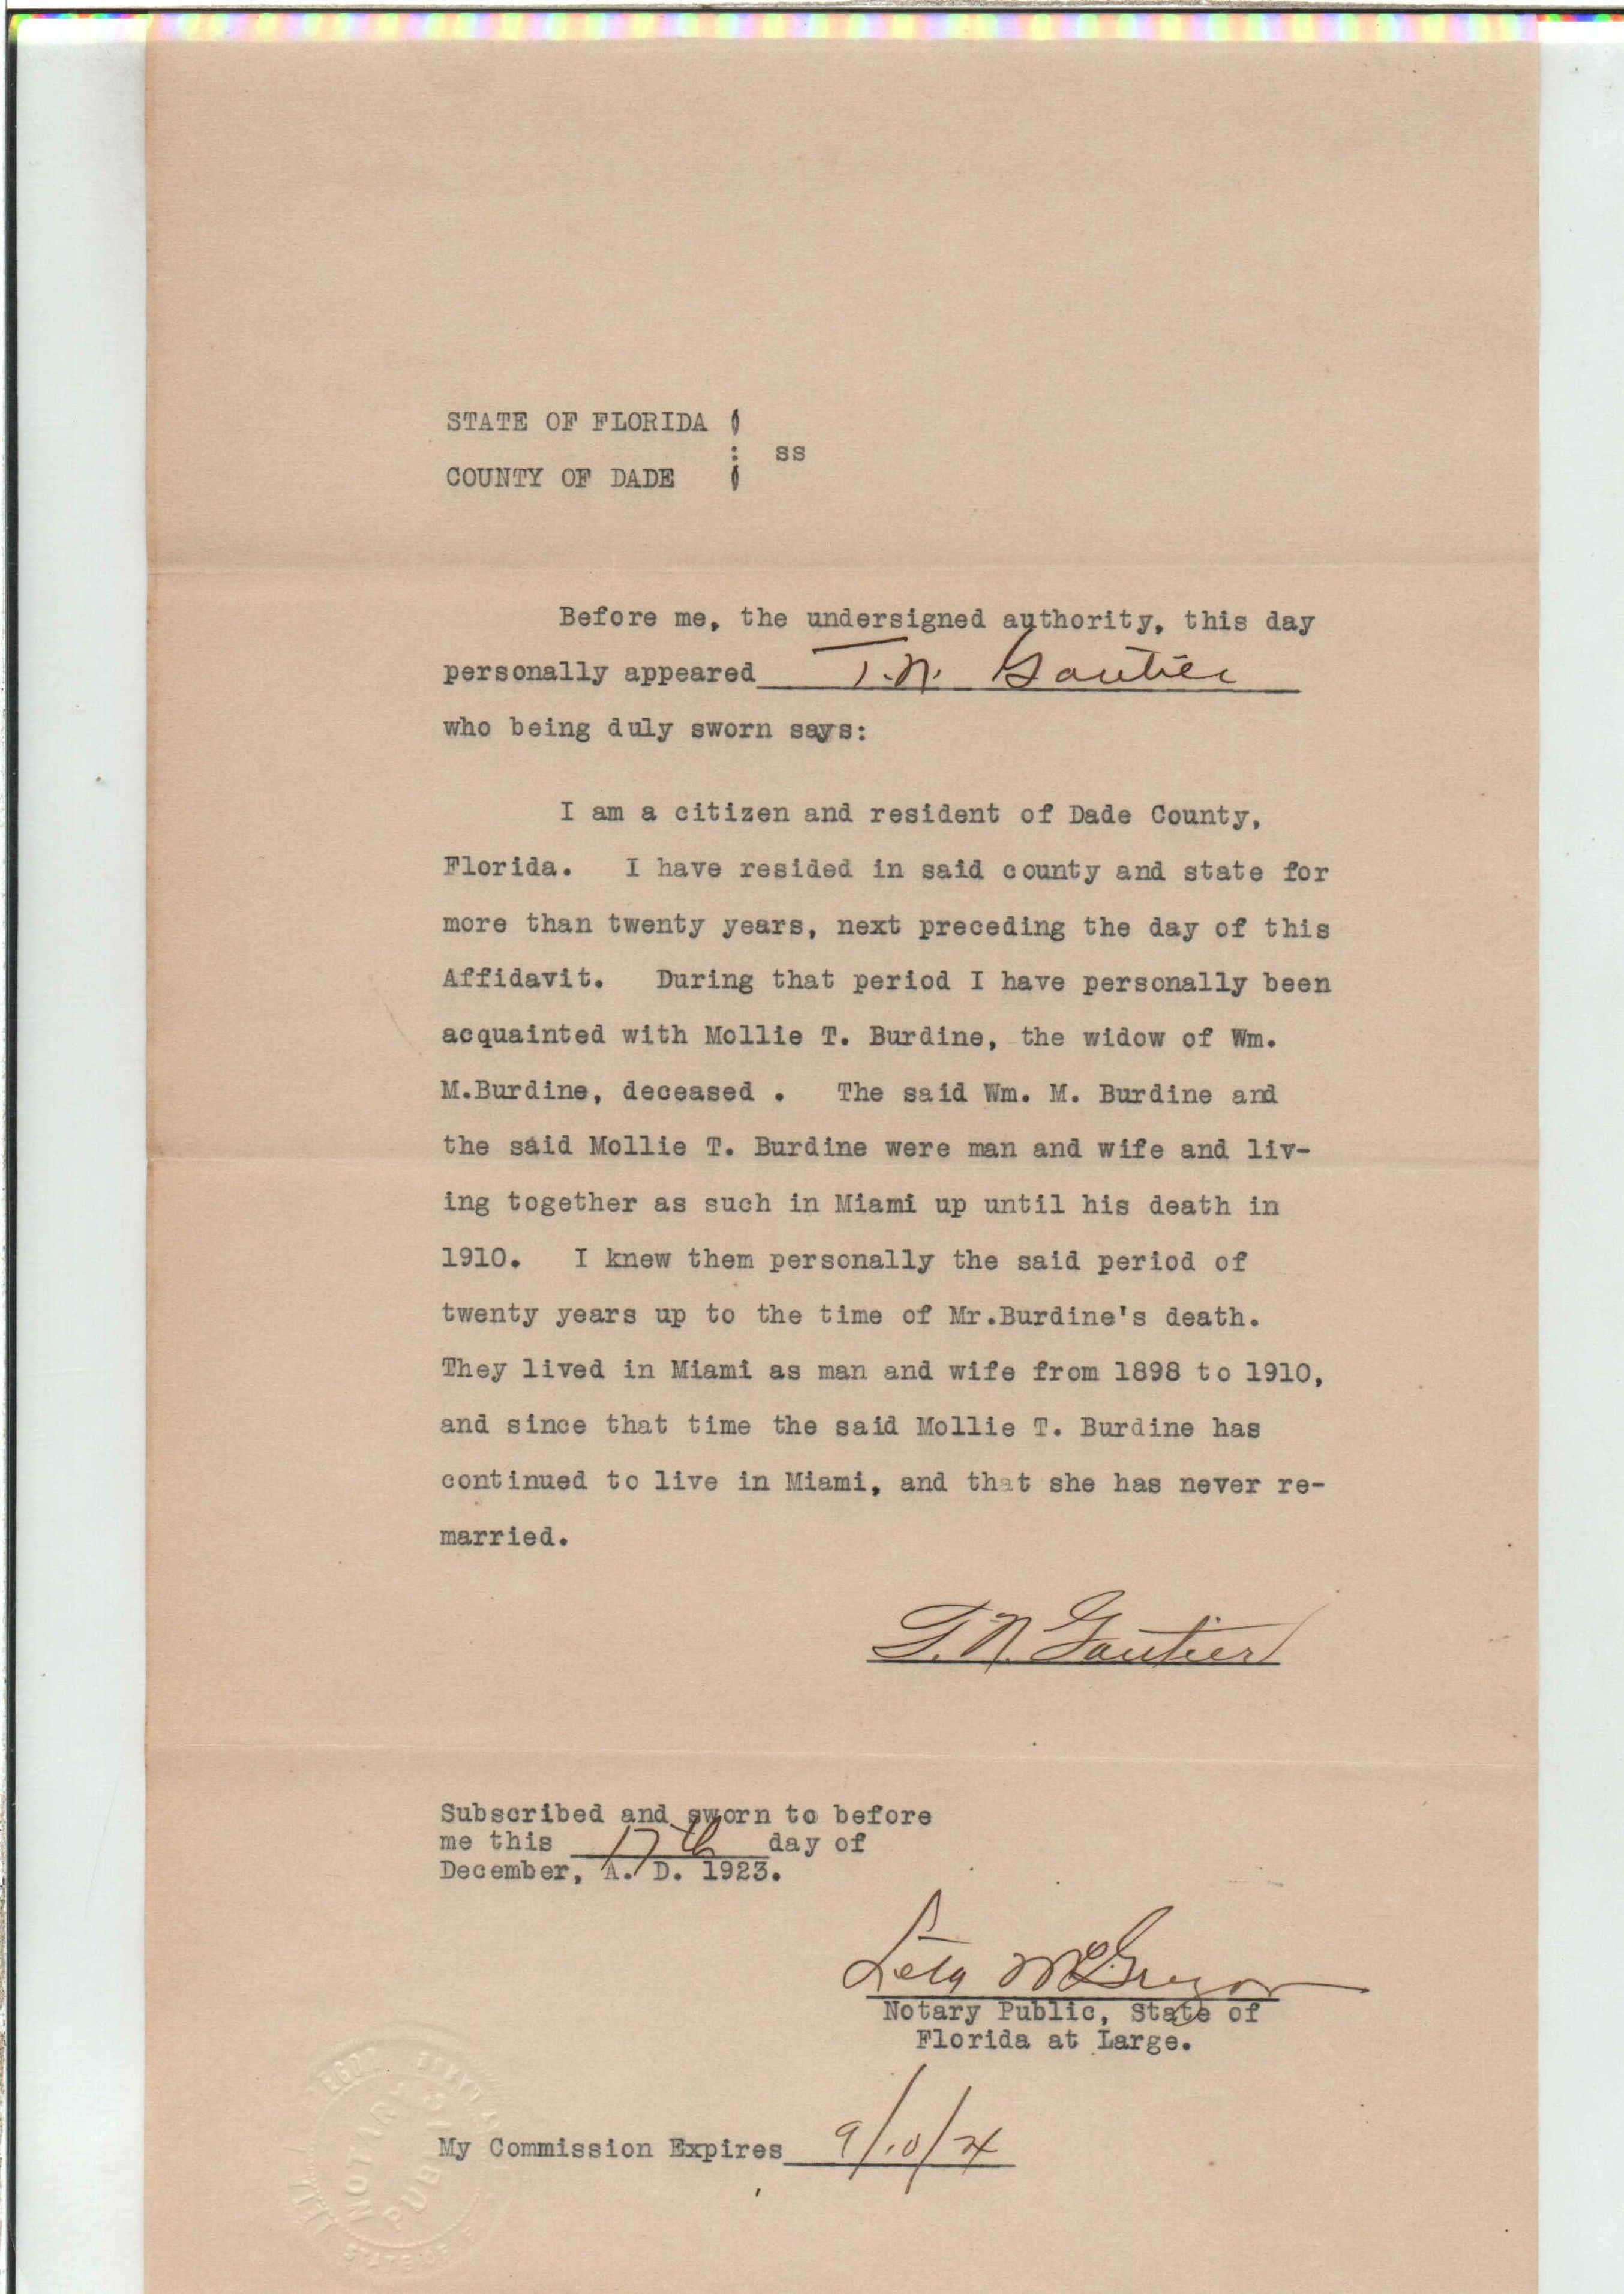 STATE OF FLORIDA (
: ss
COUNTY OF DADE (
Before me, the undersigned authority, this day
personally appeared T. N. Gautier
who being duly sworn says:
I am a citizen and resident of Dade County,
Florida. I have resided in said county and state for
more than twenty years, next preceding the day of this
Affidavit. During that period I have personally been
acquainted with Mollie T. Burdine, the widow of Wm.
M.Burdine, deceased . The said Wm. M. Burdine and
the said Mollie T. Burdine were man and wife and liv-
ing together as such in Miami up until his death in
1910. I knew them personally the said period of
twenty years up to the time of Mr.Burdine's death.
They lived in Miami as man and wife from 1898 to 1910,
and since that time the said Mollie T. Burdine has
continued to live in Miami, and that she has never re-
married.
T. N. Gautier
Subscribed and sworn to before
me this 17th day of
December, A. D. 1923.
McGregor
Notary Public, State of
Florida at Large.
My Commission Expires 9/10/24
NOTARY
PUBLIC
STATE OF